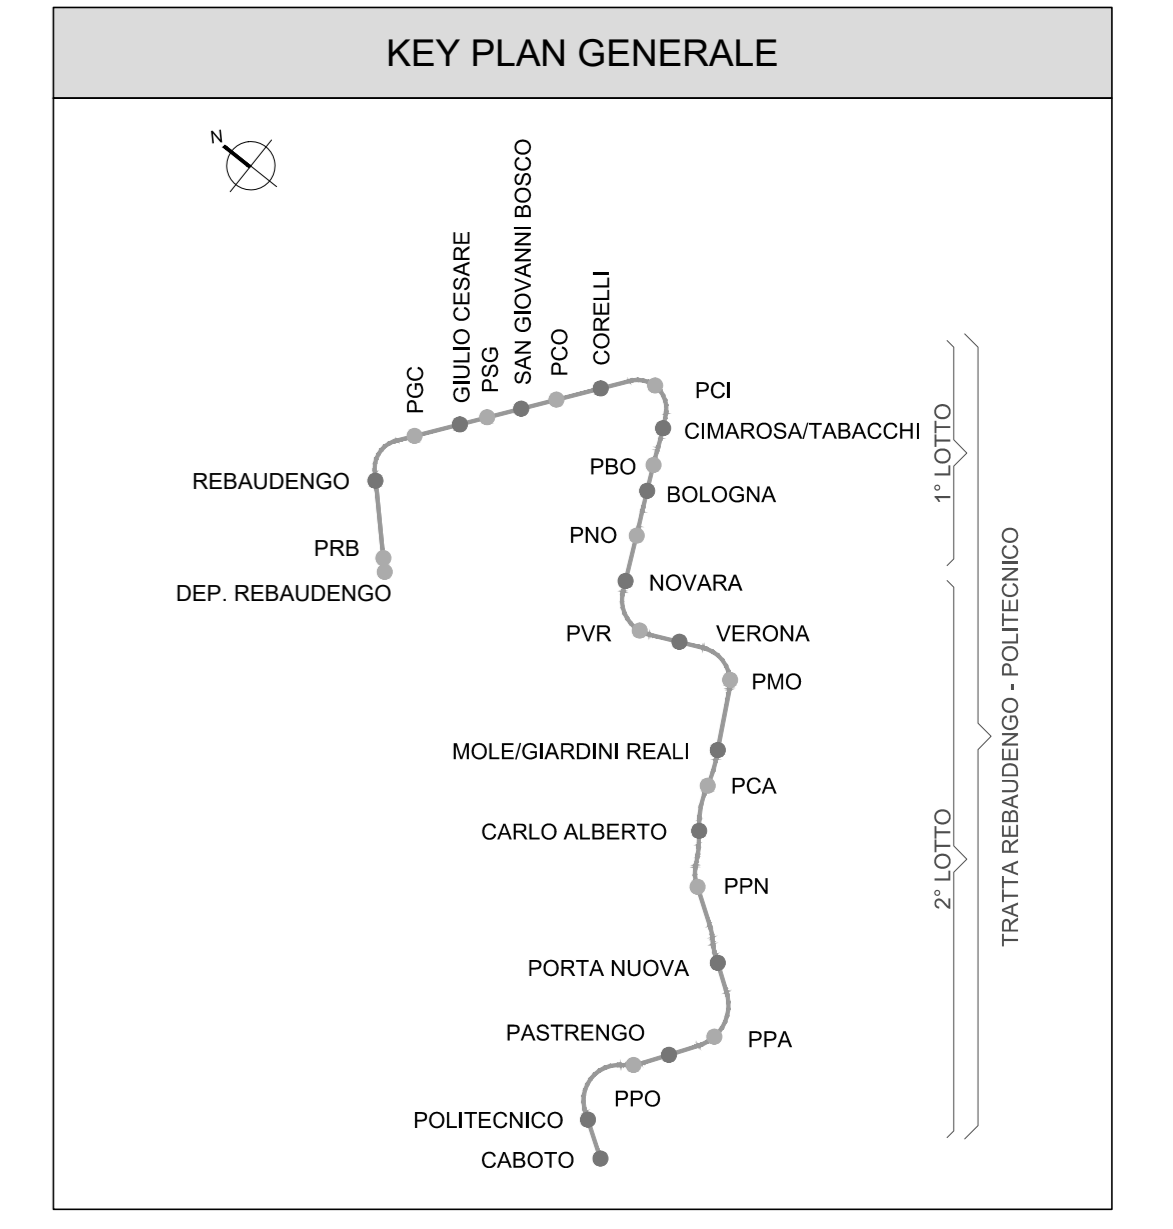 KEY PLAN GENERALE
N
PGC
GIULIO CESARE
PSG
SAN GIOVANNI BOSCO
PCO
CORELLI
PCI
CIMAROSA/TABACCHI
PBO
BOLOGNA
PNO
NOVARA
PVR
VERONA
PMO
MOLE/GIARDINI REALI
PCA
CARLO ALBERTO
PPN
PORTA NUOVA
PASTRENGO
PPA
PPO
POLITECNICO
CABOTO
REBAUDENGO
PRB
DEP. REBAUDENGO
1° LOTTO
2° LOTTO
TRATTA REBAUDENGO - POLITECNICO